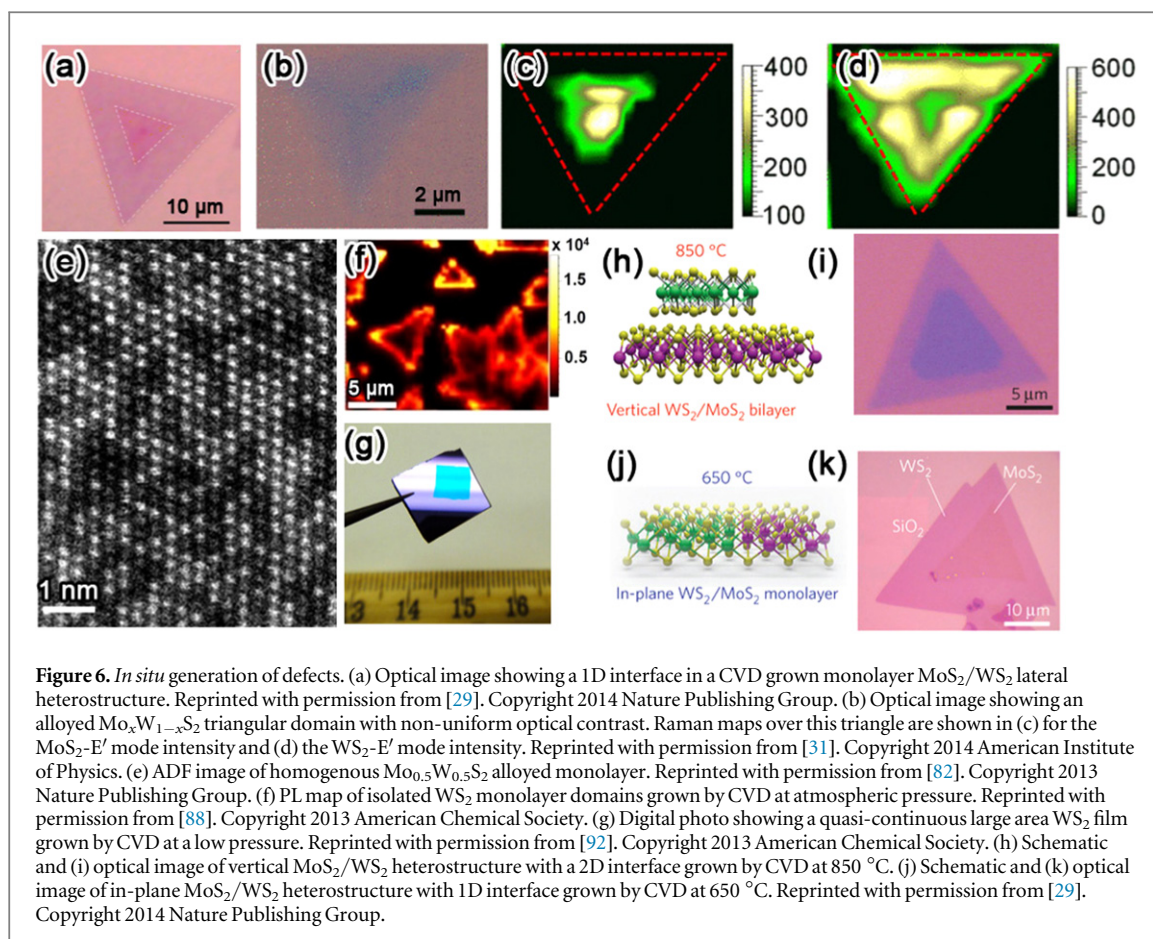 (a)
10 μm
(b)
2 μm
(c)
400
300
200
100
(d)
600
400
200
0
(e)
1 nm
(f)
x 10⁴
1.5
1.0
0.5
5 μm
(g)
13 14 15 16
(h)
850 ºC
Vertical WS₂/MoS₂ bilayer
(i)
5 μm
(j)
650 ºC
In-plane WS₂/MoS₂ monolayer
(k)
WS₂
MoS₂
SiO₂
10 μm
Figure 6. In situ generation of defects. (a) Optical image showing a 1D interface in a CVD grown monolayer MoS₂/WS₂ lateral
heterostructure. Reprinted with permission from [29]. Copyright 2014 Nature Publishing Group. (b) Optical image showing an
alloyed MoₓW₁₋ₓS₂ triangular domain with non-uniform optical contrast. Raman maps over this triangle are shown in (c) for the
MoS₂-E′ mode intensity and (d) the WS₂-E′ mode intensity. Reprinted with permission from [31]. Copyright 2014 American Institute
of Physics. (e) ADF image of homogenous Mo₀.₅W₀.₅S₂ alloyed monolayer. Reprinted with permission from [82]. Copyright 2013
Nature Publishing Group. (f) PL map of isolated WS₂ monolayer domains grown by CVD at atmospheric pressure. Reprinted with
permission from [88]. Copyright 2013 American Chemical Society. (g) Digital photo showing a quasi-continuous large area WS₂ film
grown by CVD at a low pressure. Reprinted with permission from [92]. Copyright 2013 American Chemical Society. (h) Schematic
and (i) optical image of vertical MoS₂/WS₂ heterostructure with a 2D interface grown by CVD at 850 °C. (j) Schematic and (k) optical
image of in-plane MoS₂/WS₂ heterostructure with 1D interface grown by CVD at 650 °C. Reprinted with permission from [29].
Copyright 2014 Nature Publishing Group.